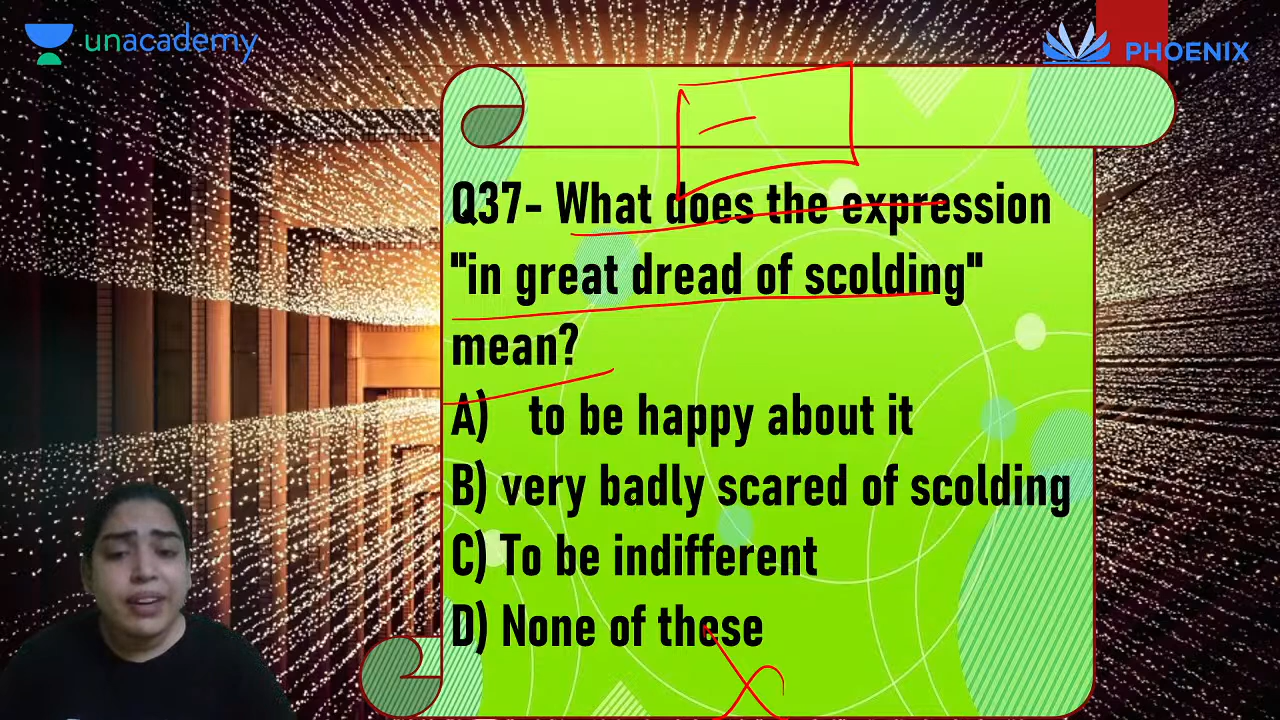 unacademy
PHOENIX
Q37- What does the expression
"in great dread of scolding"
mean?
A) to be happy about it
B) very badly scared of scolding
C) To be indifferent
D) None of those